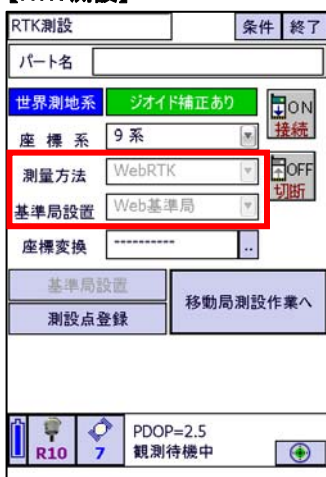 RTK測設 条件 終了
パート名
世界測地系 ジオイド補正あり ON
接続
座標系 9 系
測量方法 WebRTK OFF
切断
基準局設置 Web基準局
座標変換 ---------- ..
基準局設置 移動局測設作業へ
測設点登録
R10 7 PDOP=2.5
観測待機中